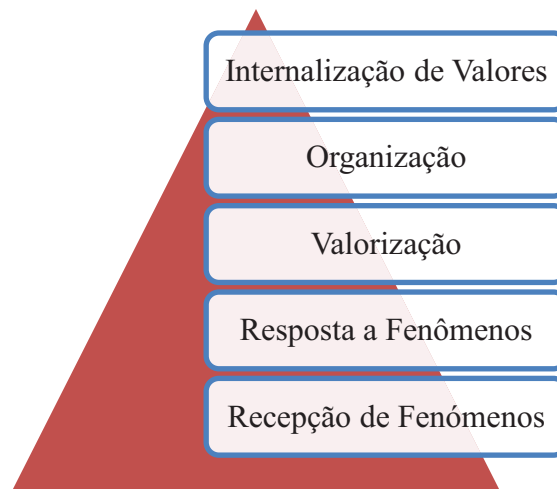 Internalização de Valores
Organização
Valorização
Resposta a Fenômenos
Recepção de Fenómenos